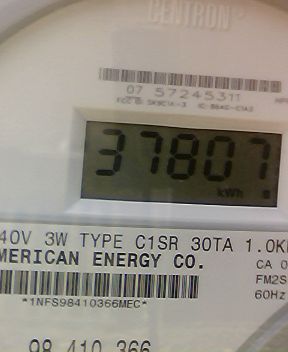 CENTRON
07 57245311
37807
kWh
40V 3W TYPE C1SR 30TA 1.0K
MERICAN ENERGY CO.
CA 0
FM2S
*1NFS98410366MEC*
60Hz
98 410 366